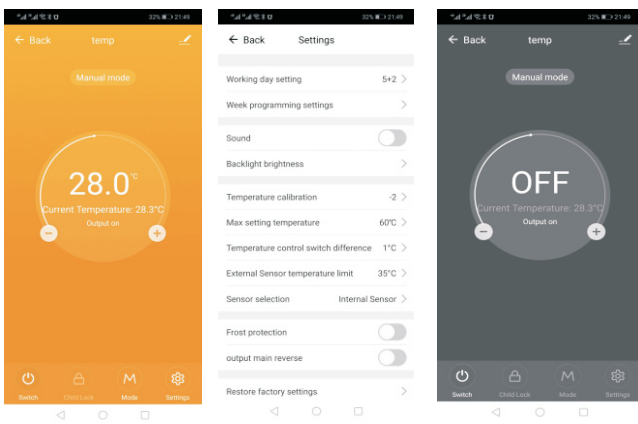 32% 21:49
← Back temp
Manual mode
28.0°C
Current Temperature: 28.3°C
Output on
Switch
Child Lock
Mode
Settings
32% 21:49
← Back Settings
Working day setting 5+2 >
Week programming settings >
Sound
Backlight brightness >
Temperature calibration -2 >
Max setting temperature 60℃ >
Temperature control switch difference 1°C >
External Sensor temperature limit 35°C >
Sensor selection Internal Sensor >
Frost protection
output main reverse
Restore factory settings >
32% 21:49
← Back temp
Manual mode
OFF
Current Temperature: 28.3°C
Output on
Switch
Child Lock
Mode
Settings